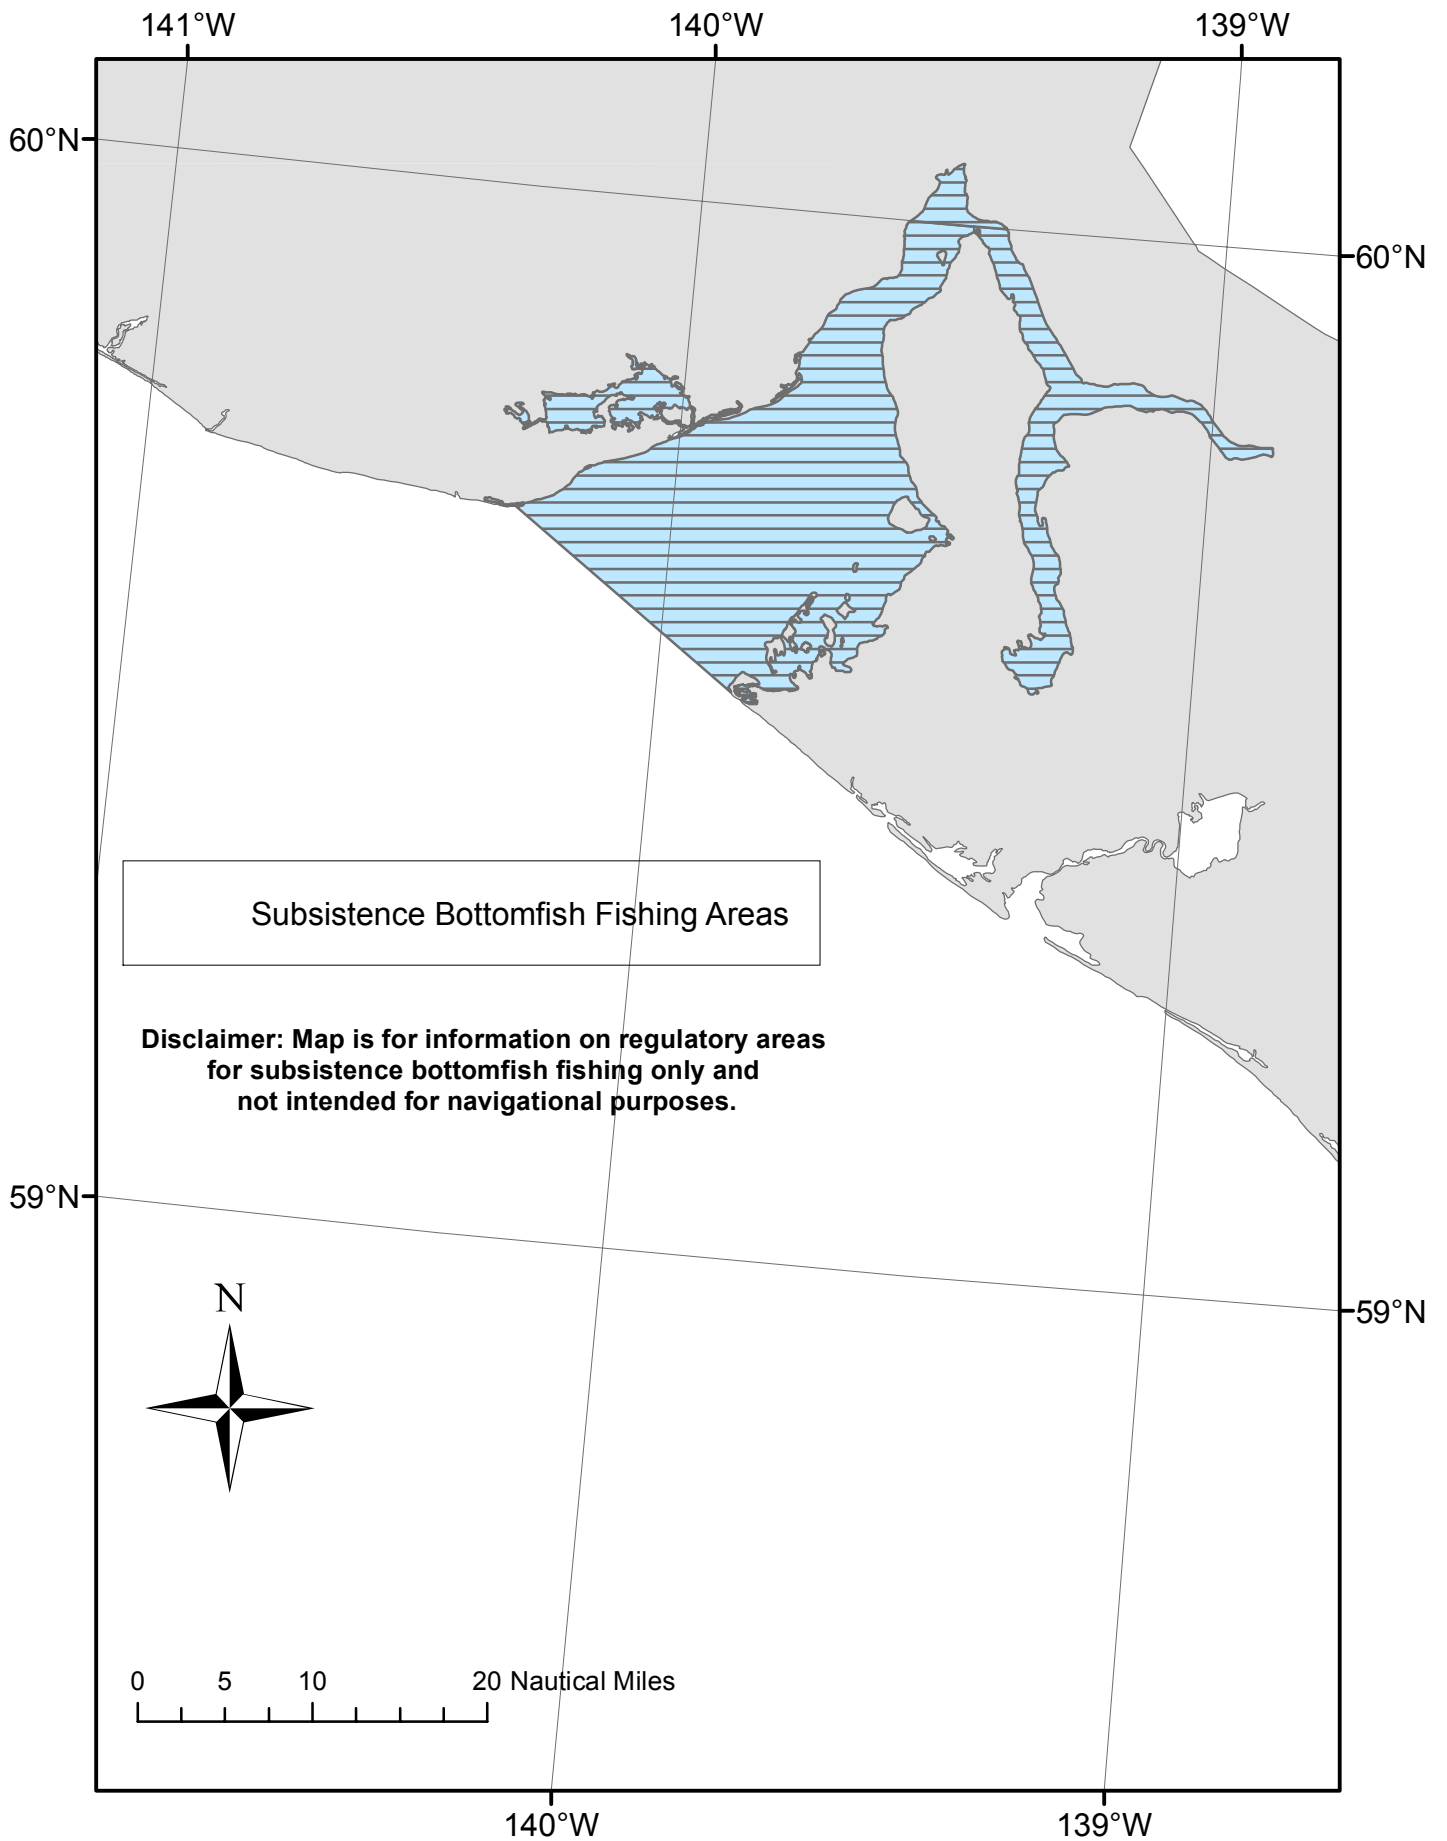 141°W 140°W 139°W
60°N
60°N
Subsistence Bottomfish Fishing Areas
Disclaimer: Map is for information on regulatory areas
for subsistence bottomfish fishing only and
not intended for navigational purposes.
59°N
N
59°N
0 5 10 20 Nautical Miles
140°W 139°W